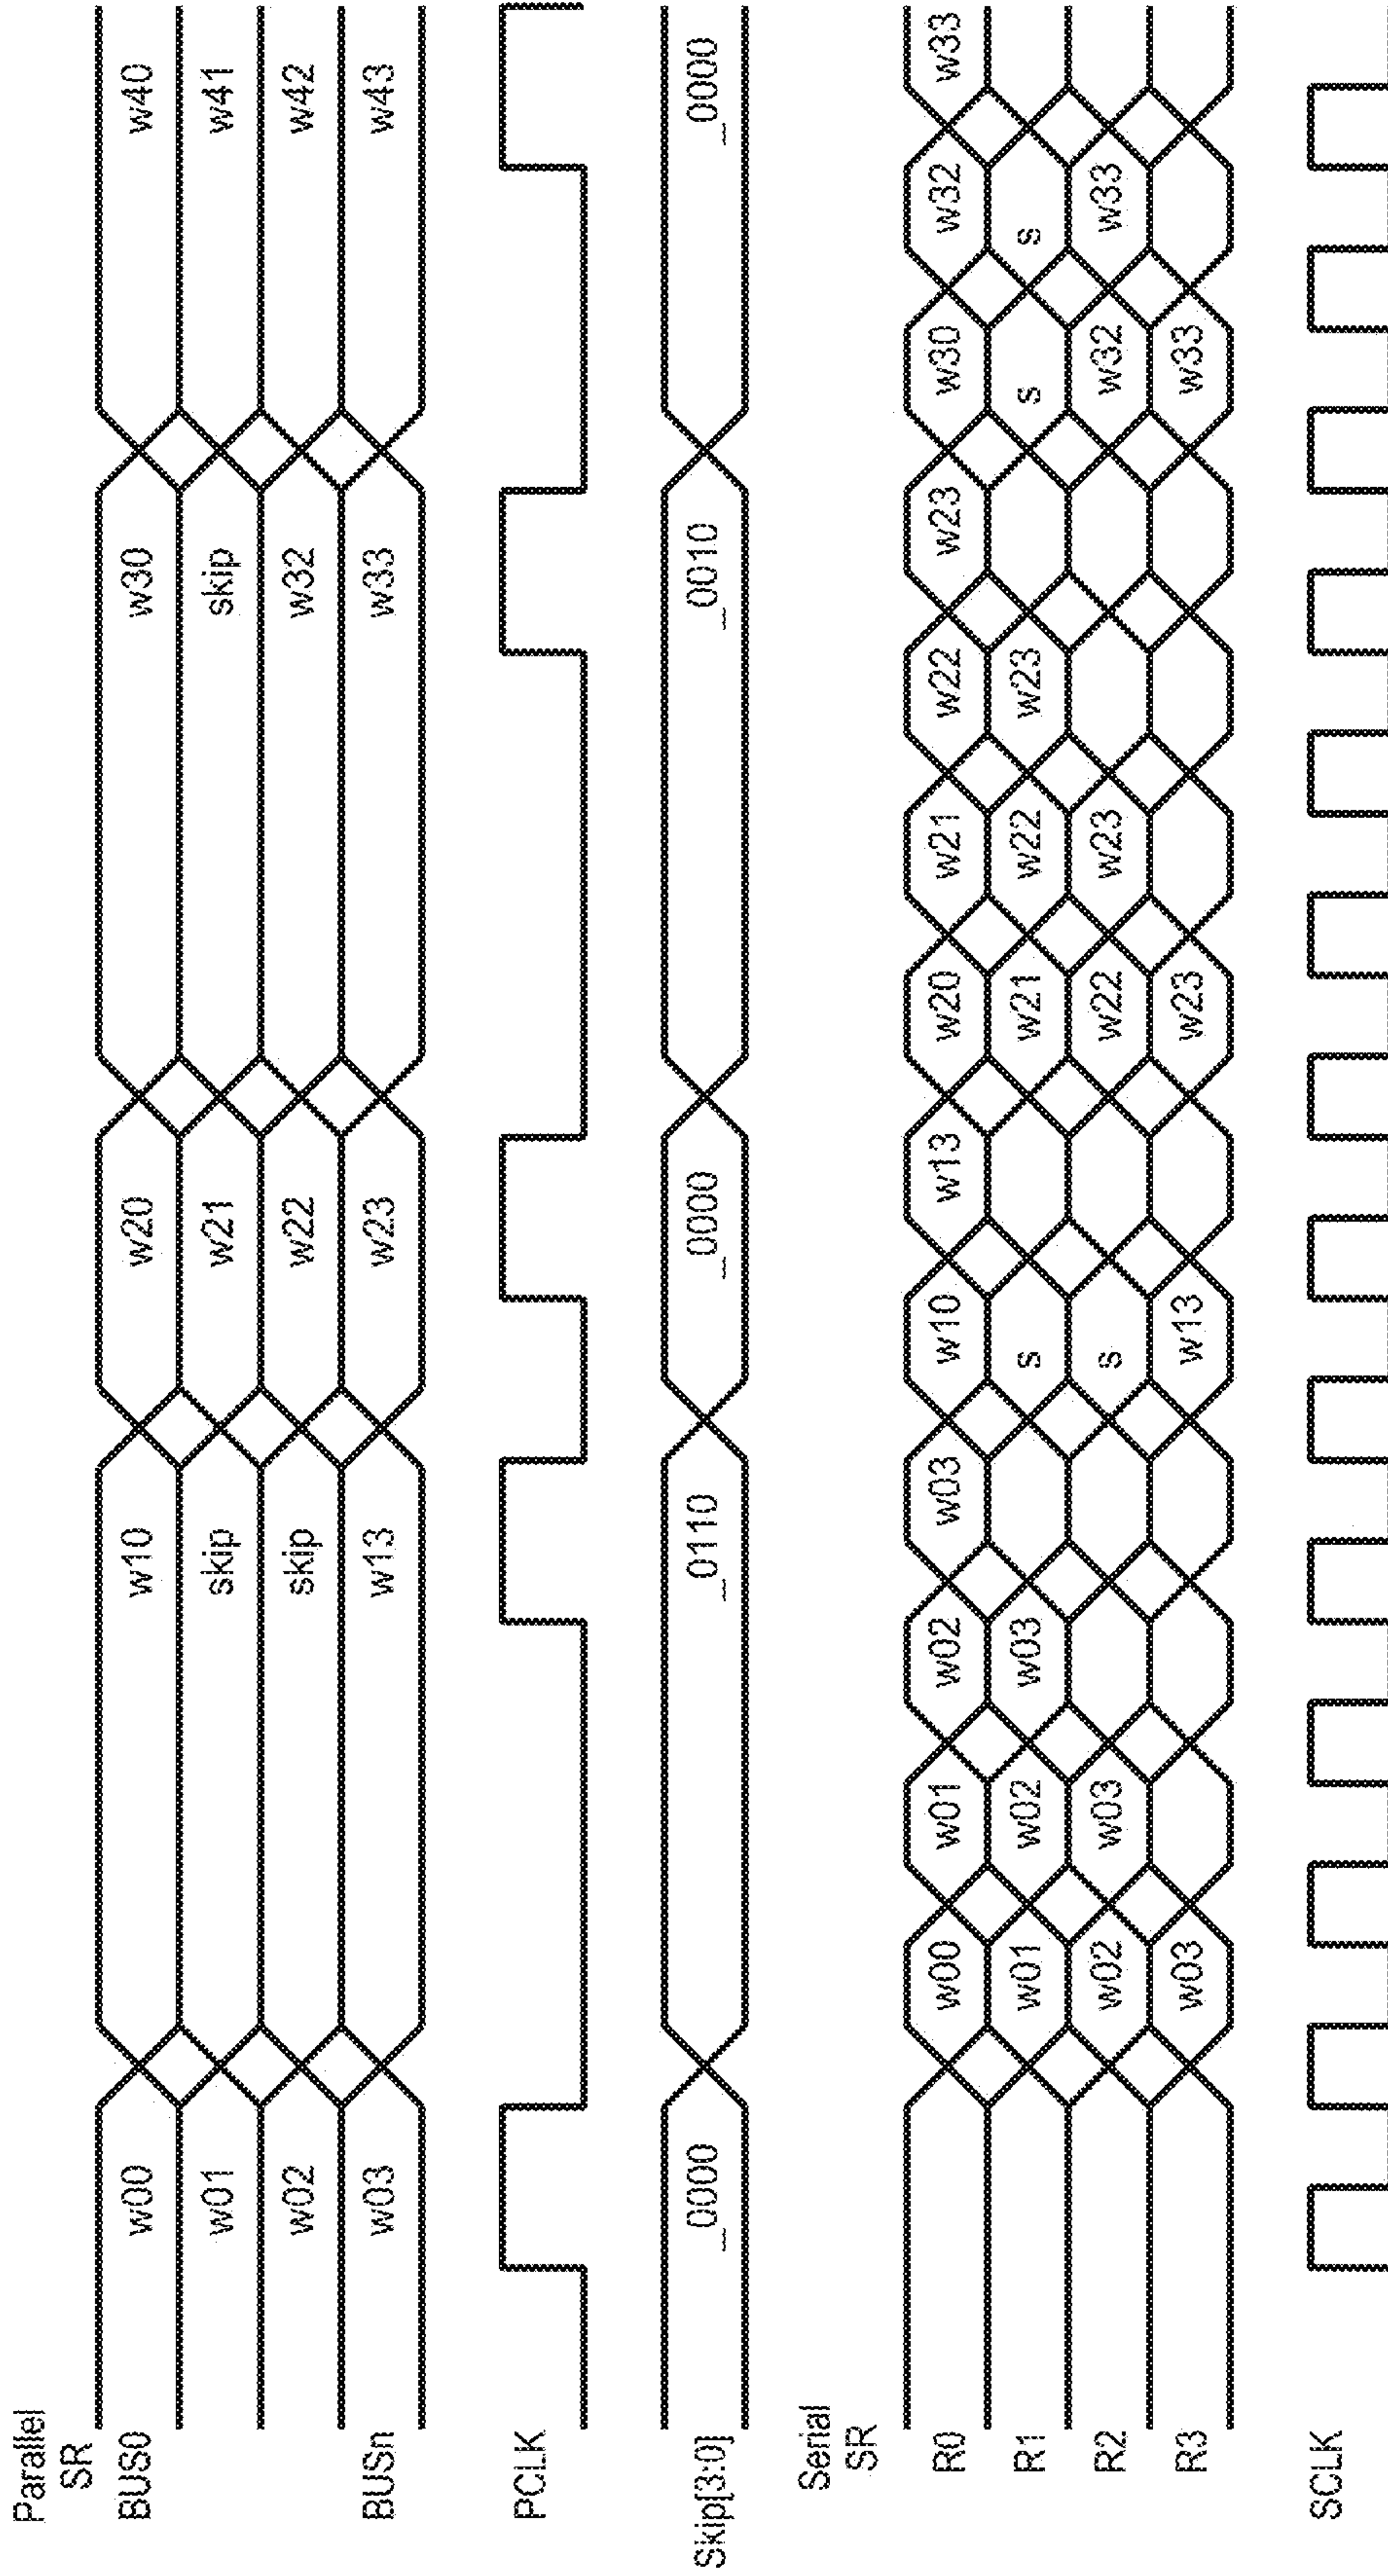 Parallel
SR
BUS0 w00 w10 w20 w30 w40
w01 skip w21 skip w41
w02 skip w22 w32 w42
BUSn w03 w13 w23 w33 w43
PCLK
Skip[3:0] _0000 _0110 _0000 _0010 _0000
Serial
SR
R0 w00 w01 w02 w03 w10 w13 w20 w21 w22 w23 w30 w32 w33
R1 w01 w02 w03 s w21 w22 w23 s s
R2 w02 w03 s w22 w23 w32 w33
R3 w03 w13 w23 w33
SCLK